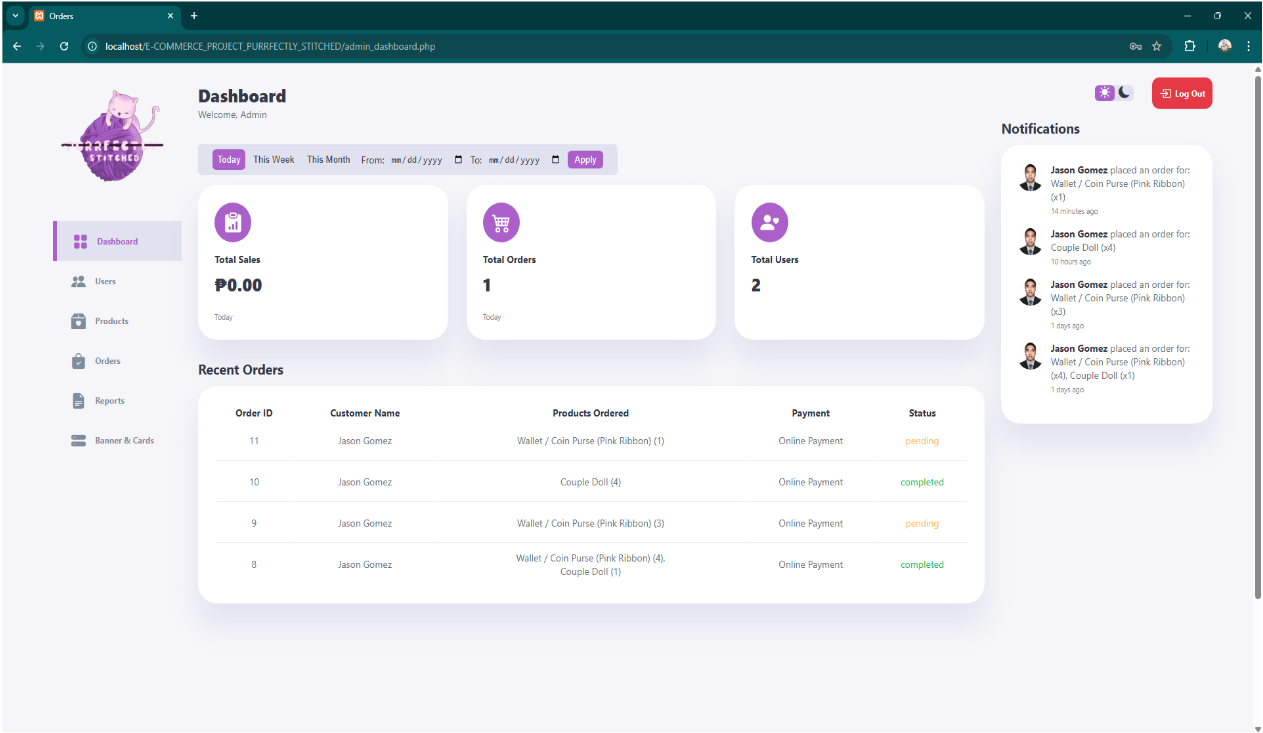 Orders
localhost/E-COMMERCE_PROJECT_PURRFECTLY_STITCHED/admin_dashboard.php
STITCHED
Dashboard
Users
Products
Orders
Reports
Banner & Cards
Dashboard
Welcome, Admin
Today This Week This Month From: mm/dd/yyyy To: mm/dd/yyyy Apply
Total Sales
₱0.00
Today
Total Orders
1
Today
Total Users
2
Recent Orders
Order ID Customer Name Products Ordered Payment Status
11 Jason Gomez Wallet / Coin Purse (Pink Ribbon) (1) Online Payment pending
10 Jason Gomez Couple Doll (4) Online Payment completed
9 Jason Gomez Wallet / Coin Purse (Pink Ribbon) (3) Online Payment pending
8 Jason Gomez Wallet / Coin Purse (Pink Ribbon) (4), Online Payment completed
Couple Doll (1)
Log Out
Notifications
Jason Gomez placed an order for:
Wallet / Coin Purse (Pink Ribbon)
(x1)
14 minutes ago
Jason Gomez placed an order for:
Couple Doll (x4)
10 hours ago
Jason Gomez placed an order for:
Wallet / Coin Purse (Pink Ribbon)
(x3)
1 days ago
Jason Gomez placed an order for:
Wallet / Coin Purse (Pink Ribbon)
(x4), Couple Doll (x1)
1 days ago